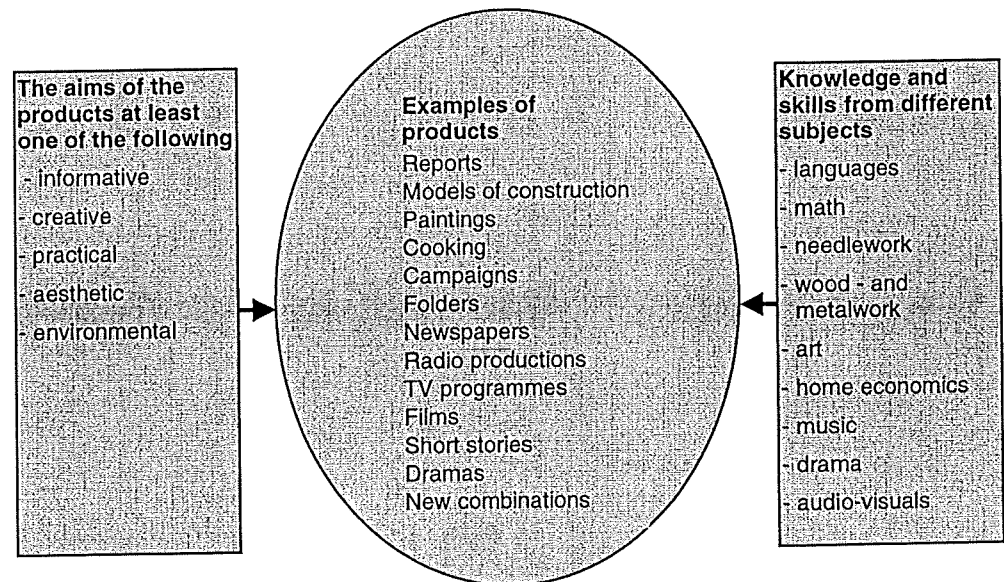 The aims of the
products at least
one of the following
- informative
- creative
- practical
- aesthetic
- environmental
Examples of
products
Reports
Models of construction
Paintings
Cooking
Campaigns
Folders
Newspapers
Radio productions
TV programmes
Films
Short stories
Dramas
New combinations
Knowledge and
skills from different
subjects
- languages
- math
- needlework
- wood - and
metalwork
- art
- home economics
- music
- drama
- audio-visuals